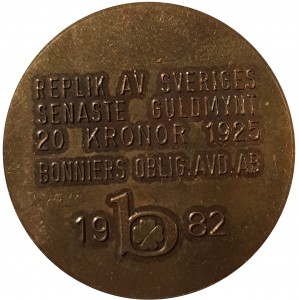 REPLIK AV SVERIGES
SENASTE GULDMYNT
20 KRONOR 1925
BONNIERS OBLIG.AVD.AB
19 b 82